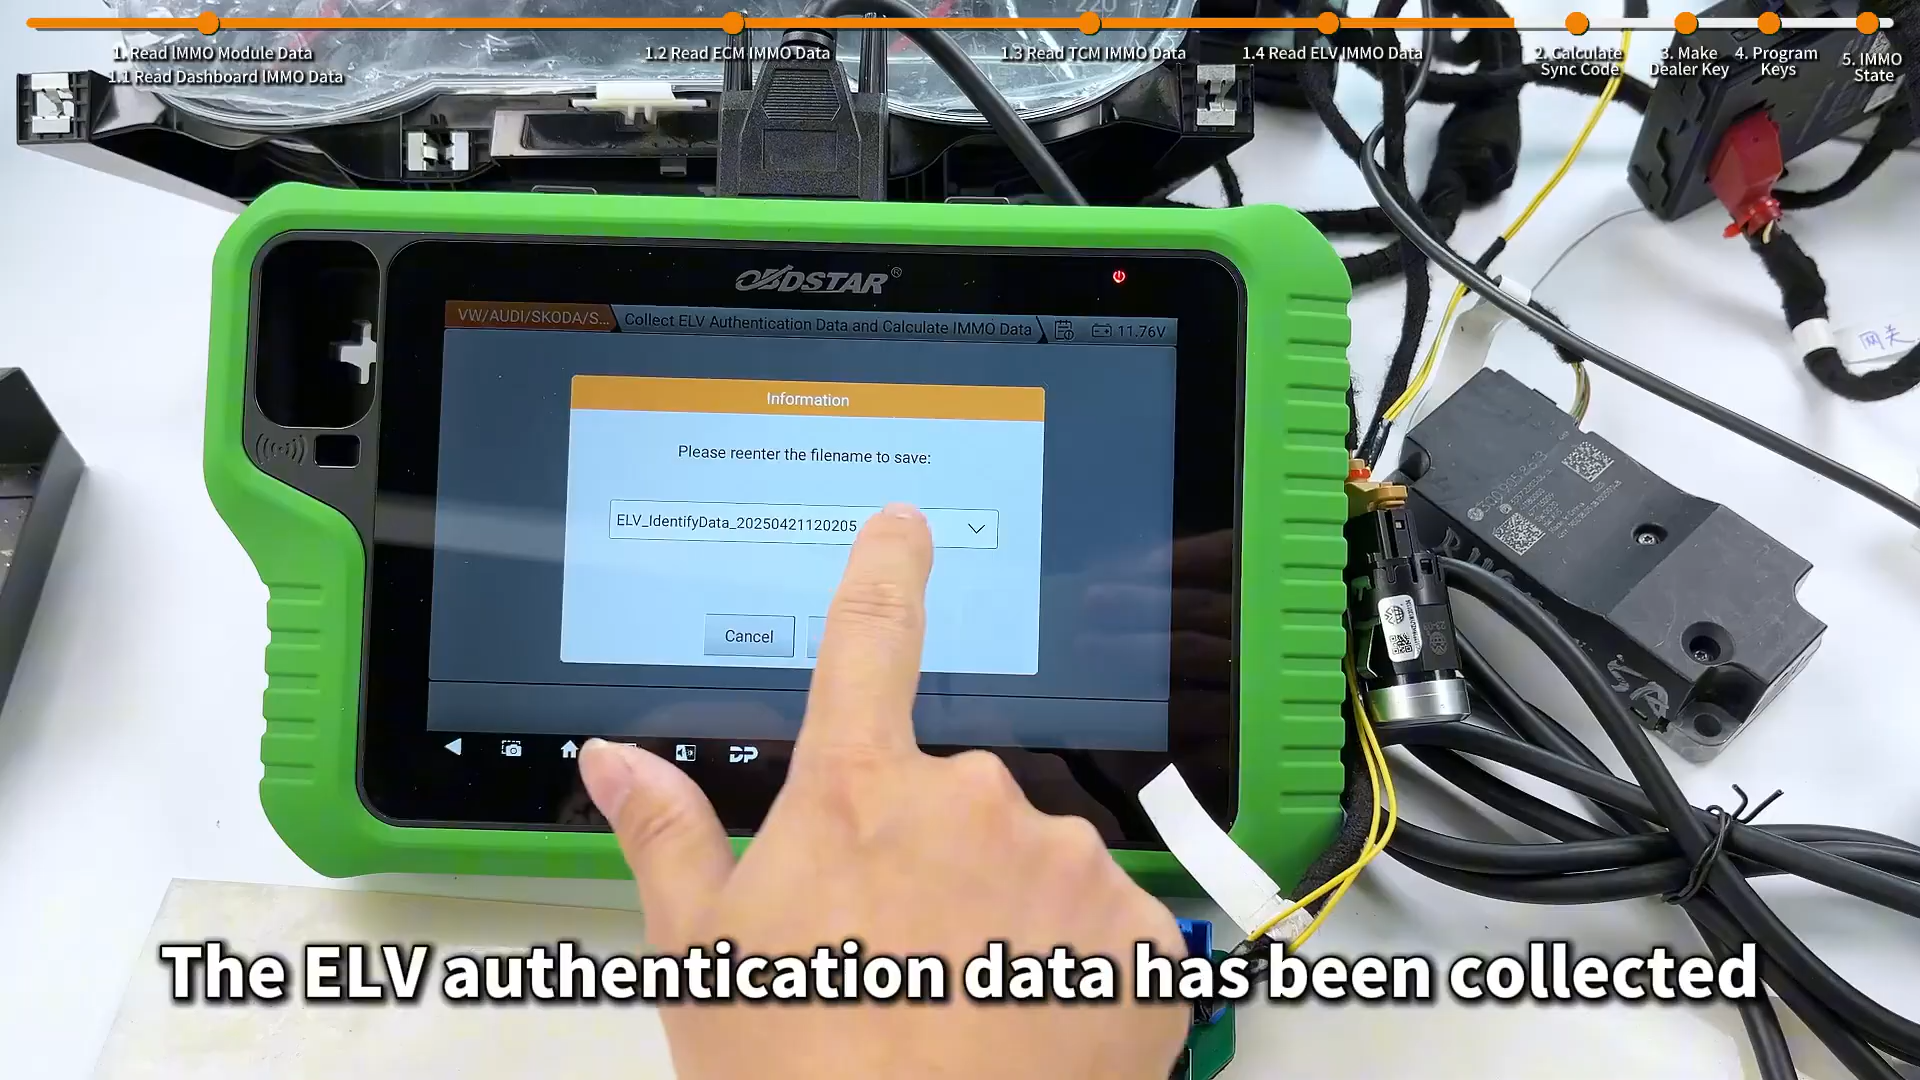 1. Read IMMO Module Data
1.1 Read Dashboard IMMO Data
1.2 Read ECM IMMO Data
1.3 Read TCM IMMO Data
1.4 Read ELV IMMO Data
2. Calculate
Sync Code
3. Make
Dealer Key
4. Program
Keys
5. IMMO
State
220
OBDSTAR®
VW/AUDI/SKODA/S...
Collect ELV Authentication Data and Calculate IMMO Data
11.76V
Information
Please reenter the filename to save:
ELV_IdentifyData_20250421120205
Cancel
DP
网关
The ELV authentication data has been collected